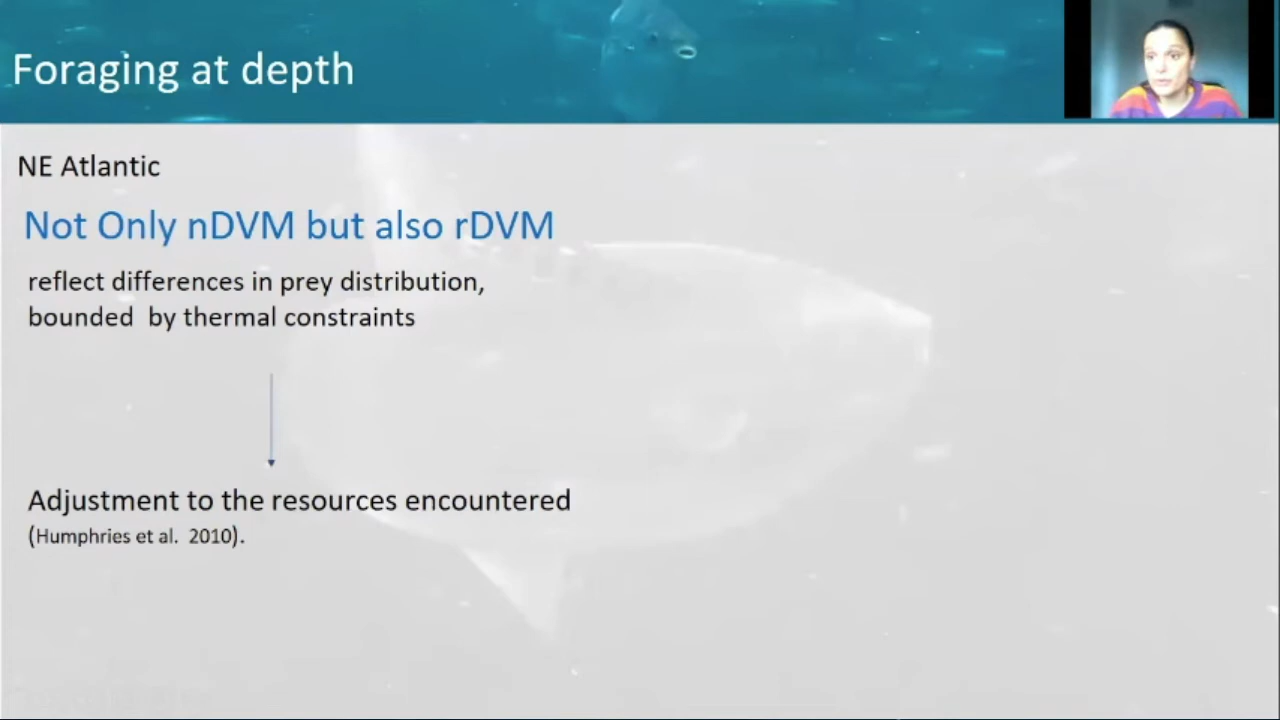 Foraging at depth
NE Atlantic
Not Only nDVM but also rDVM
reflect differences in prey distribution,
bounded by thermal constraints
Adjustment to the resources encountered
(Humphries et al. 2010).